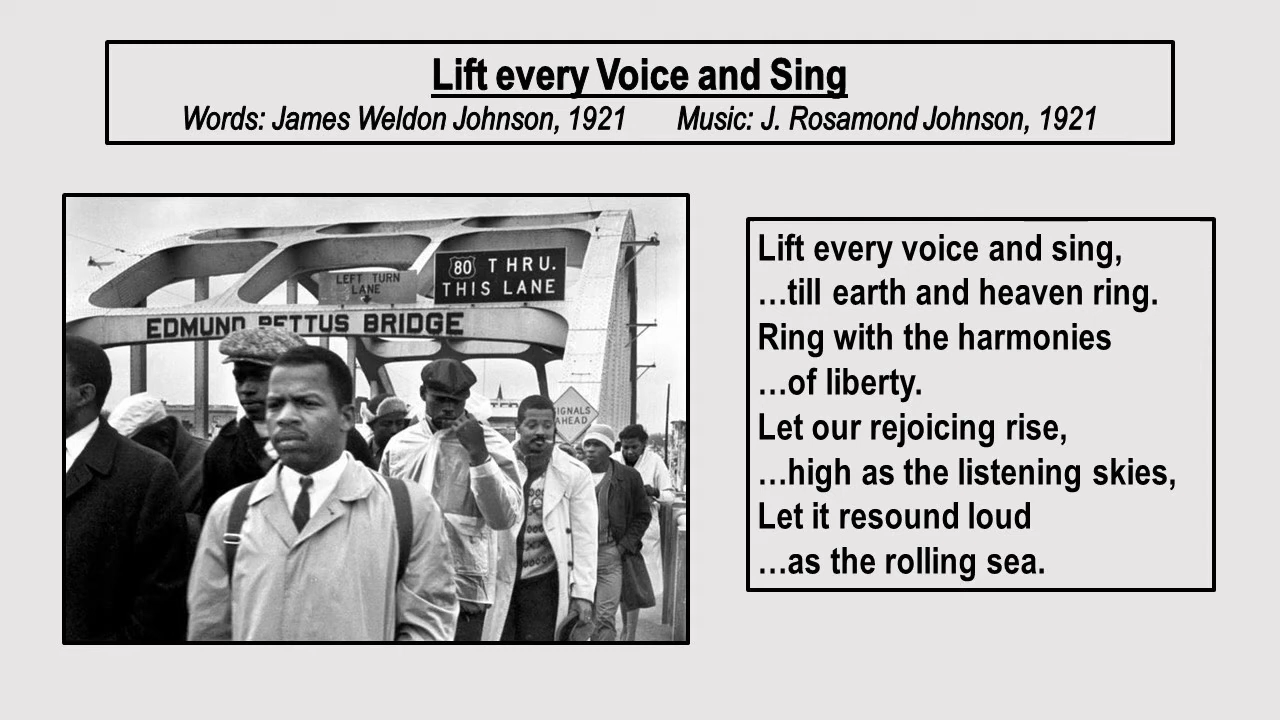 Lift every Voice and Sing
Words: James Weldon Johnson, 1921 Music: J. Rosamond Johnson, 1921
LEFT TURN
LANE
80 THRU.
THIS LANE
EDMUND PETTUS BRIDGE
SIGNALS
AHEAD
Lift every voice and sing,
…till earth and heaven ring.
Ring with the harmonies
…of liberty.
Let our rejoicing rise,
…high as the listening skies,
Let it resound loud
…as the rolling sea.